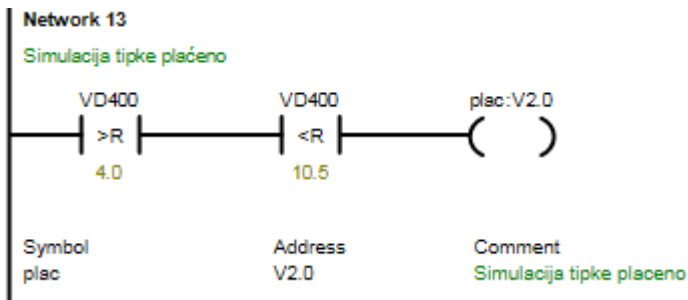 Network 13
Simulacija tipke plaćeno
VD400 VD400 plac:V2.0
>R <R
4.0 10.5
Symbol Address Comment
plac V2.0 Simulacija tipke placeno